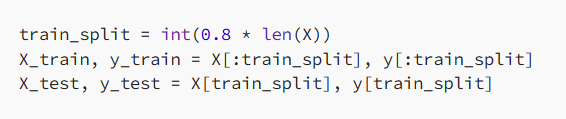 train_split = int(0.8 * len(X))
X_train, y_train = X[:train_split], y[:train_split]
X_test, y_test = X[train_split], y[train_split]